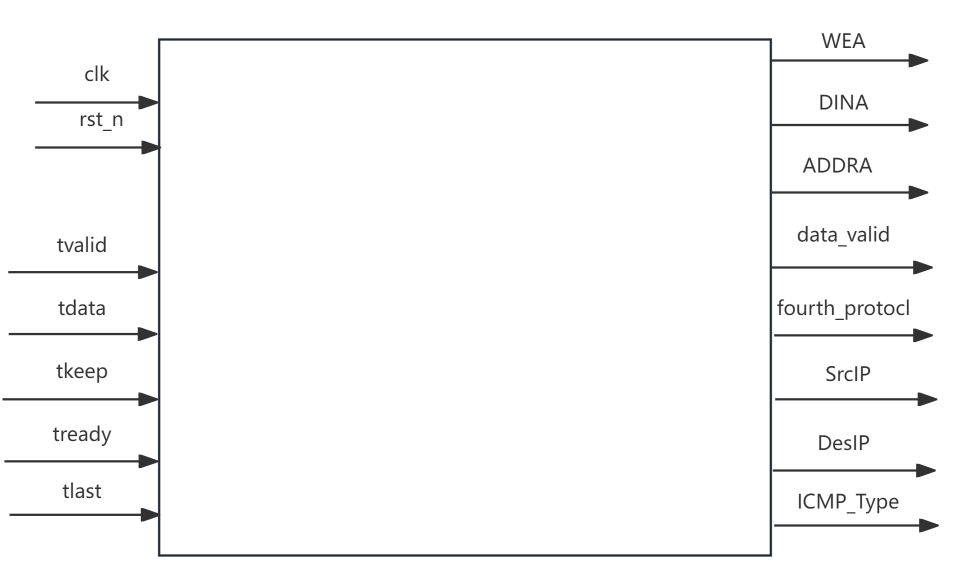 clk
rst_n
tvalid
tdata
tkeep
tready
tlast
WEA
DINA
ADDRA
data_valid
fourth_protocl
SrcIP
DesIP
ICMP_Type